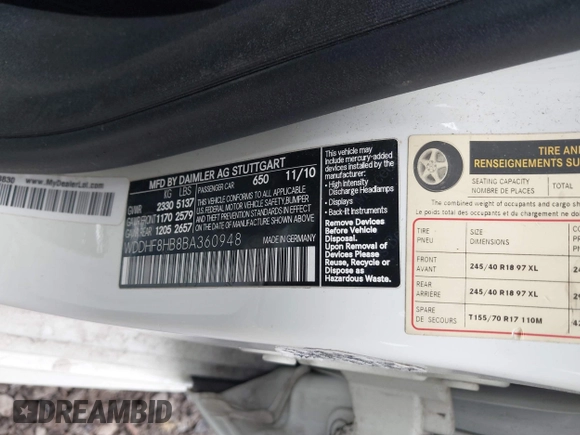 830
www.MyDealerLot.com
MFD BY DAIMLER AG STUTTGART
KG LBS PASSENGER CAR 650 11/10
GVWR 2330 5137
FRONT 1170 2579
REAR 1205 2657
THIS VEHICLE CONFORMS TO ALL APPLICABLE
U.S. FEDERAL MOTOR VEHICLE SAFETY, BUMPER,
AND THEFT PREVENTION STANDARDS
IN EFFECT ON THE DATE OF
MANUFACTURE SHOWN ABOVE
WDDHF8HB8BA360948
MADE IN GERMANY
This vehicle may
include mercury-added
devices installed by the
manufacturer:
• High Intensity
Discharge Headlamps
• Displays
• Back-lit Instruments
Remove Devices
Before Vehicle
Disposal.
Upon Removal of
Devices Please
Reuse, Recycle or
Dispose as
Hazardous Waste.
TIRE AN
RENSEIGNEMENTS SU
SEATING CAPACITY
NOMBRE DE PLACES
TOTAL
The combined weight of occupants and cargo sho
Le poids total des occupants et du chargement
TIRE
PNEU
SIZE
DIMENSIONS
FRONT
AVANT
245/40 R18 97 XL
REAR
ARRIÈRE
245/40 R18 97 XL
SPARE
DE SECOURS
T155/70 R17 110M
DREAMBID